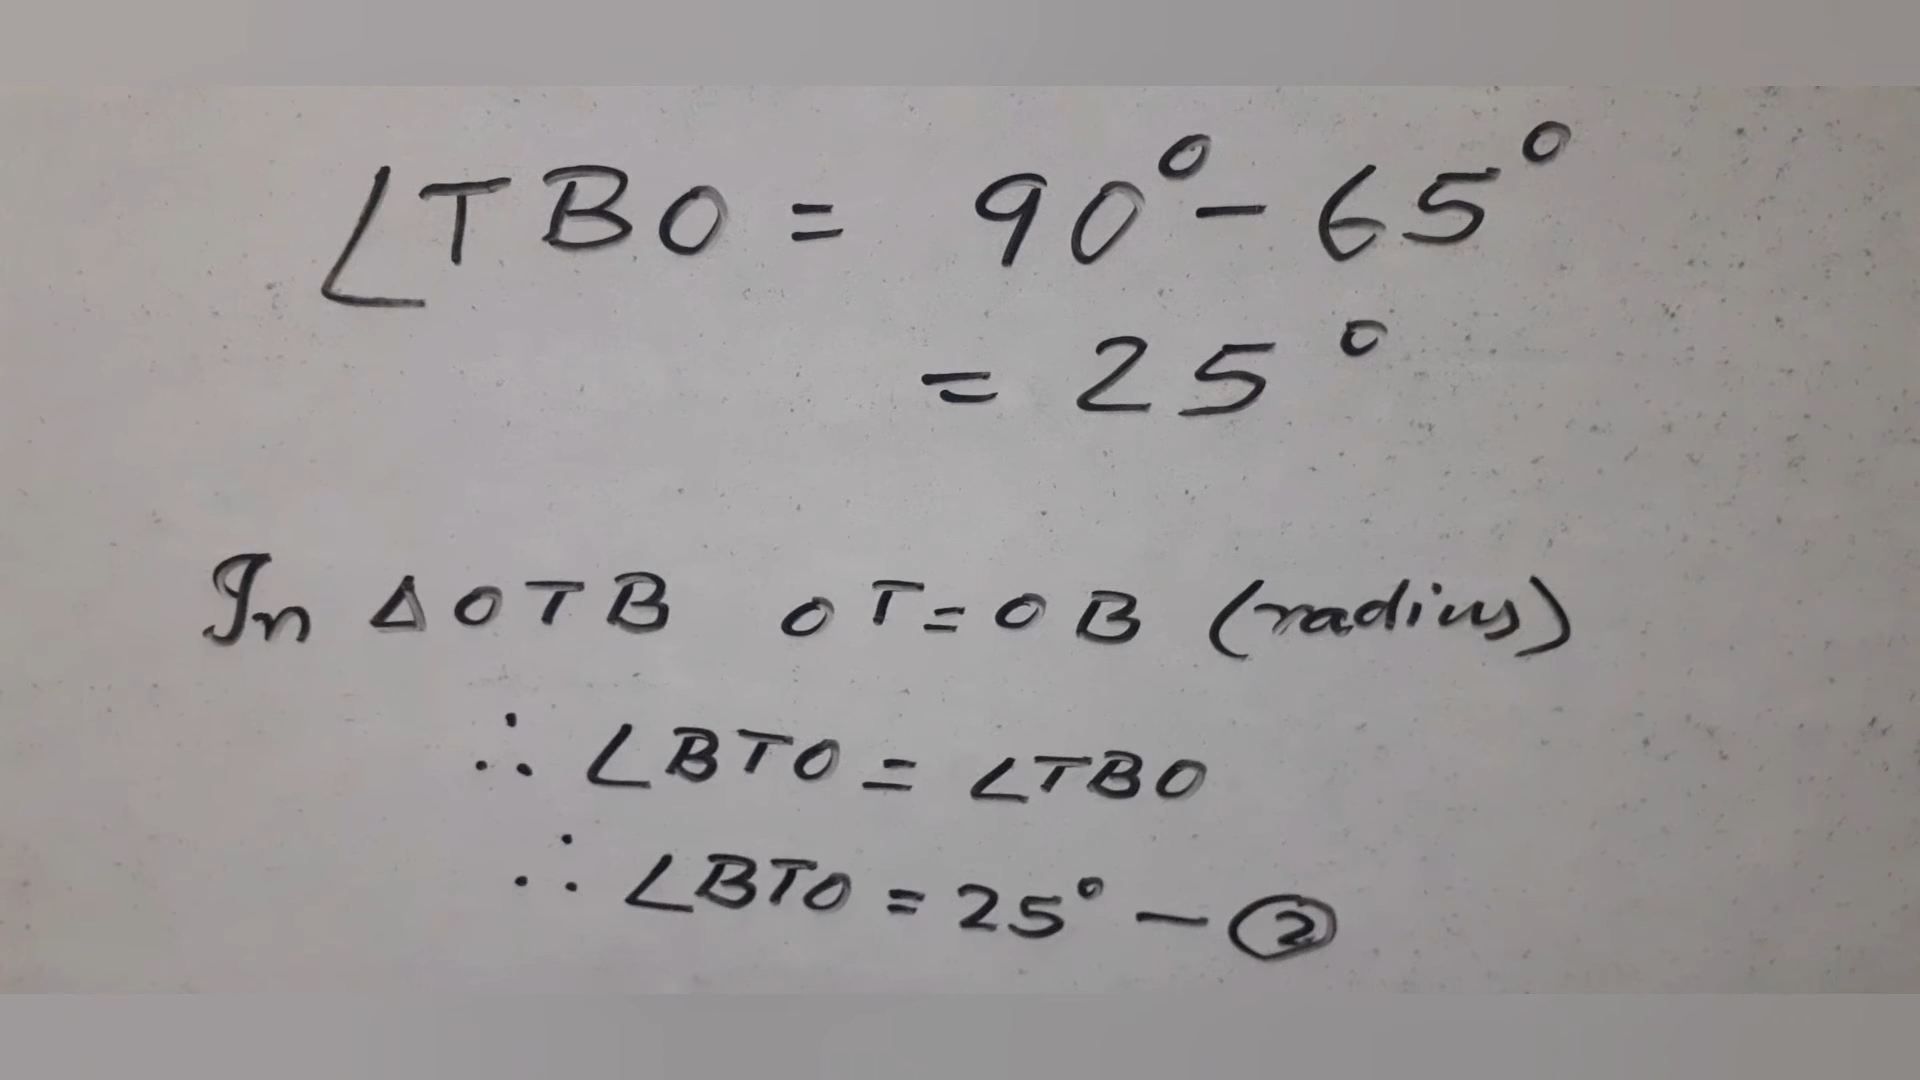 ∠TBO = 90° - 65°
= 25°
In ΔOTB OT = OB (radius)
∴ ∠BTO = ∠TBO
∴ ∠BTO = 25° - ②